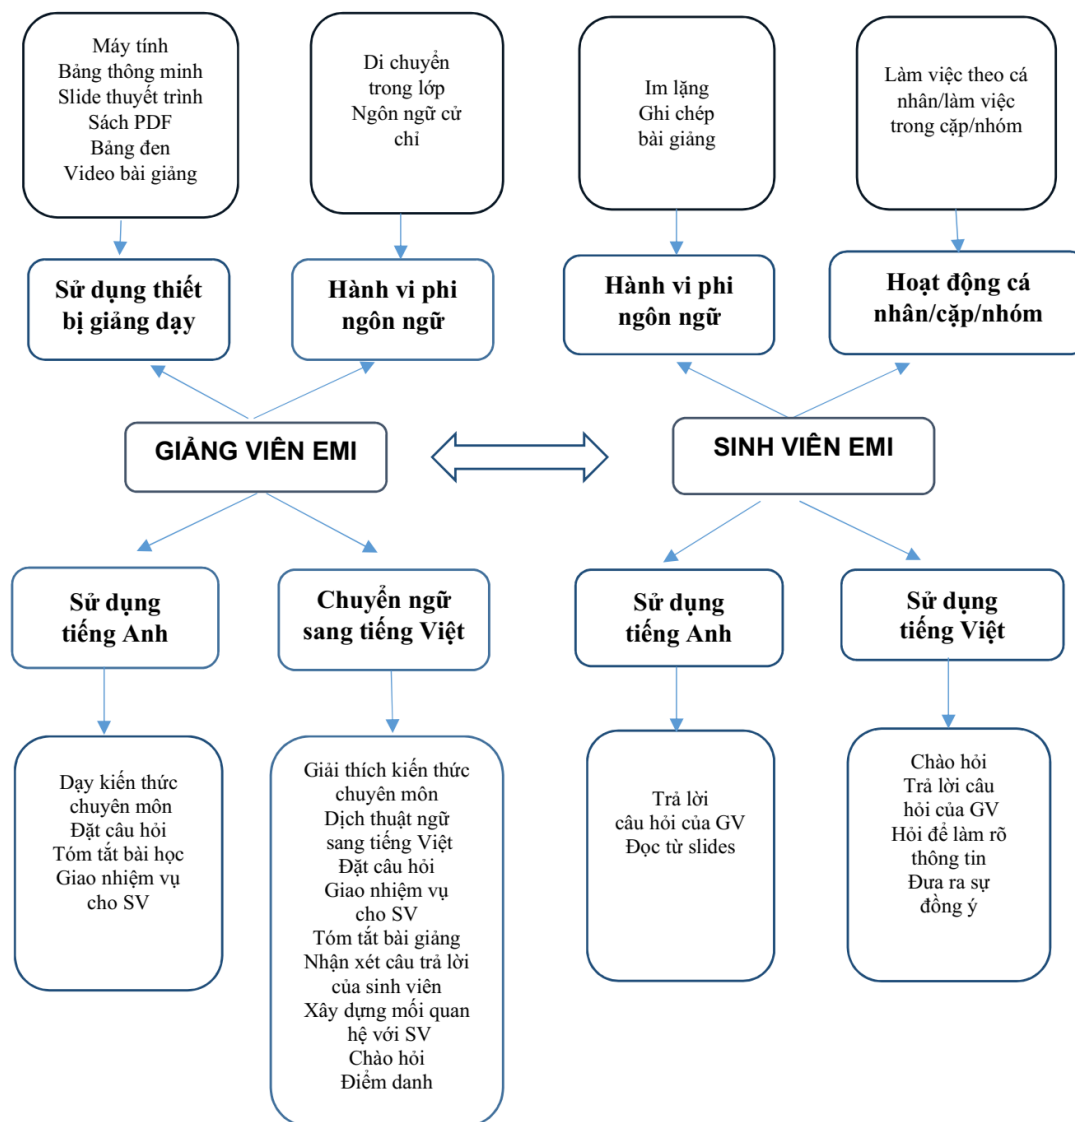 Máy tính
Bảng thông minh
Slide thuyết trình
Sách PDF
Bảng đen
Video bài giảng
Di chuyển
trong lớp
Ngôn ngữ cử
chỉ
Im lặng
Ghi chép
bài giảng
Làm việc theo cá
nhân/làm việc
trong cặp/nhóm
Sử dụng thiết
bị giảng dạy
Hành vi phi
ngôn ngữ
Hành vi phi
ngôn ngữ
Hoạt động cá
nhân/cặp/nhóm
GIẢNG VIÊN EMI
SINH VIÊN EMI
Sử dụng
tiếng Anh
Chuyển ngữ
sang tiếng Việt
Sử dụng
tiếng Anh
Sử dụng
tiếng Việt
Dạy kiến thức
chuyên môn
Đặt câu hỏi
Tóm tắt bài học
Giao nhiệm vụ
cho SV
Giải thích kiến thức
chuyên môn
Dịch thuật ngữ
sang tiếng Việt
Đặt câu hỏi
Giao nhiệm vụ
cho SV
Tóm tắt bài giảng
Nhận xét câu trả lời
của sinh viên
Xây dựng mối quan
hệ với SV
Chào hỏi
Điểm danh
Trả lời
câu hỏi của GV
Đọc từ slides
Chào hỏi
Trả lời câu
hỏi của GV
Hỏi để làm rõ
thông tin
Đưa ra sự
đồng ý